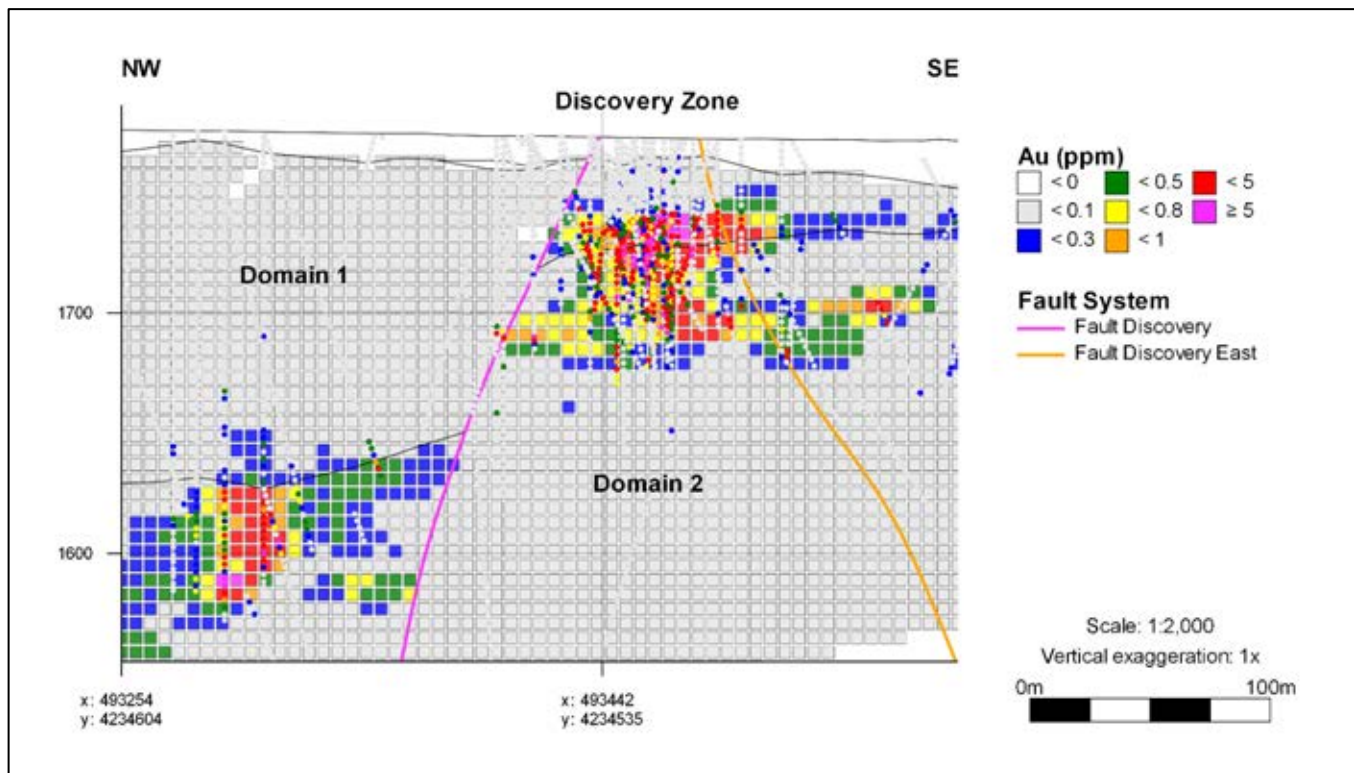 NW
SE
Discovery Zone
Au (ppm)
< 0
< 0.5
< 5
< 0.1
< 0.8
≥ 5
< 0.3
< 1
Domain 1
Fault System
1700
Fault Discovery
Fault Discovery East
Domain 2
1600
Scale: 1:2,000
Vertical exaggeration: 1x
0m
100m
x: 493254
y: 4234604
x: 493442
y: 4234535